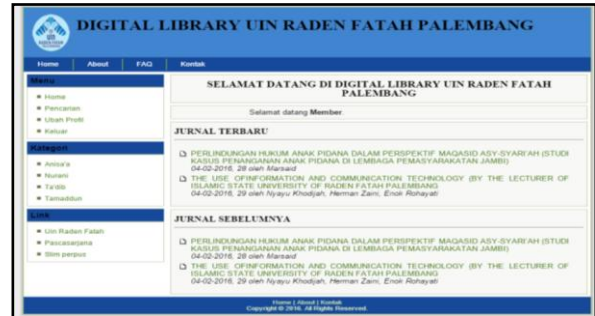 DIGITAL LIBRARY UIN RADEN FATAH PALEMBANG
Home About FAQ Kontak
Menu
Home
Pencarian
Ubah Profil
Keluar
Kategori
Anisa'a
Nurani
Ta'dib
Tamaddun
Link
Uin Raden Fatah
Pascasarjana
Slim perpus
SELAMAT DATANG DI DIGITAL LIBRARY UIN RADEN FATAH
PALEMBANG
Selamat datang Member.
JURNAL TERBARU
PERLINDUNGAN HUKUM ANAK PIDANA DALAM PERSPEKTIF MAQASID ASY-SYARI'AH (STUDI
KASUS PENANGANAN ANAK PIDANA DI LEMBAGA PEMASYARAKATAN JAMBI)
04-02-2016, 28 oleh Marsaid
THE USE OFINFORMATION AND COMMUNICATION TECHNOLOGY (BY THE LECTURER OF
ISLAMIC STATE UNIVERSITY OF RADEN FATAH PALEMBANG
04-02-2016, 29 oleh Nyayu Khodijah, Herman Zaini, Enok Rohayati
JURNAL SEBELUMNYA
PERLINDUNGAN HUKUM ANAK PIDANA DALAM PERSPEKTIF MAQASID ASY-SYARI'AH (STUDI
KASUS PENANGANAN ANAK PIDANA DI LEMBAGA PEMASYARAKATAN JAMBI)
04-02-2016, 28 oleh Marsaid
THE USE OFINFORMATION AND COMMUNICATION TECHNOLOGY (BY THE LECTURER OF
ISLAMIC STATE UNIVERSITY OF RADEN FATAH PALEMBANG
04-02-2016, 29 oleh Nyayu Khodijah, Herman Zaini, Enok Rohayati
Home | About | Kontak
Copyright © 2016. All Rights Reserved.